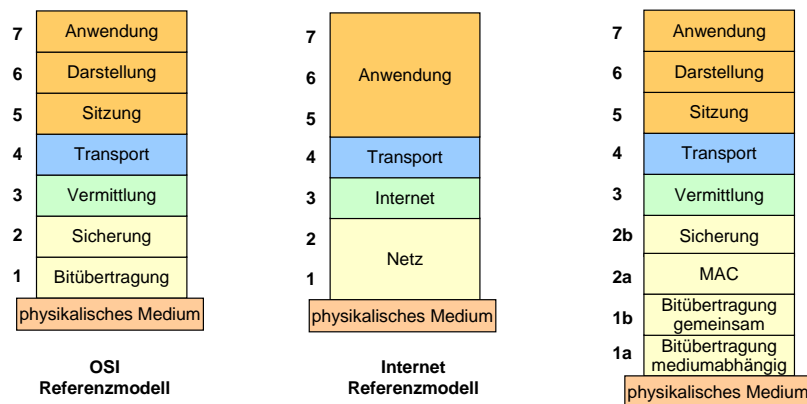 7 Anwendung
6 Darstellung
5 Sitzung
4 Transport
3 Vermittlung
2 Sicherung
1 Bitübertragung
physikalisches Medium
OSI
Referenzmodell
7
6 Anwendung
5
4 Transport
3 Internet
2
Netz
1
physikalisches Medium
Internet
Referenzmodell
7 Anwendung
6 Darstellung
5 Sitzung
4 Transport
3 Vermittlung
2b Sicherung
2a MAC
1b Bitübertragung
gemeinsam
1a Bitübertragung
mediumabhängig
physikalisches Medium